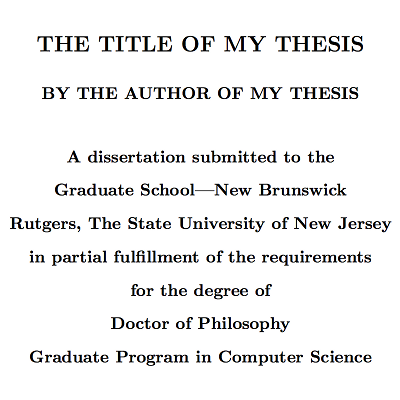 THE TITLE OF MY THESIS
BY THE AUTHOR OF MY THESIS
A dissertation submitted to the
Graduate School—New Brunswick
Rutgers, The State University of New Jersey
in partial fulfillment of the requirements
for the degree of
Doctor of Philosophy
Graduate Program in Computer Science